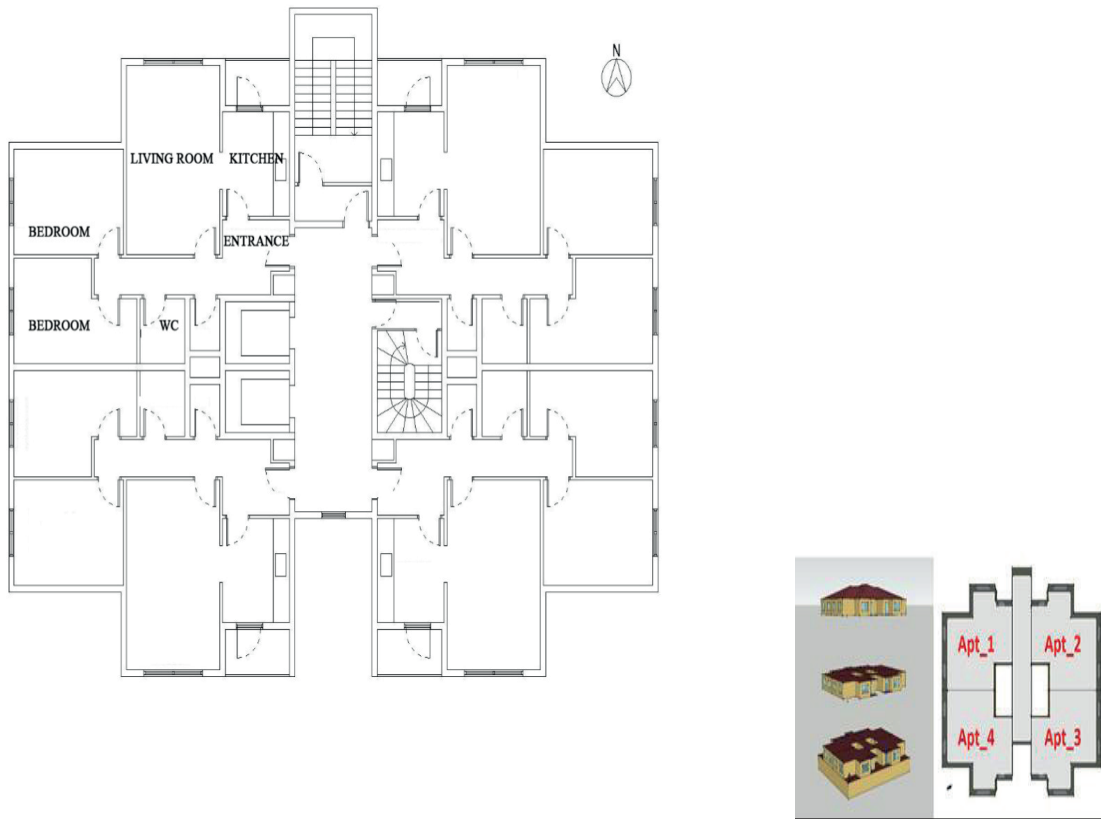 N
LIVING ROOM KITCHEN
BEDROOM
ENTRANCE
BEDROOM
WC
Apt_1 Apt_2
Apt_4 Apt_3